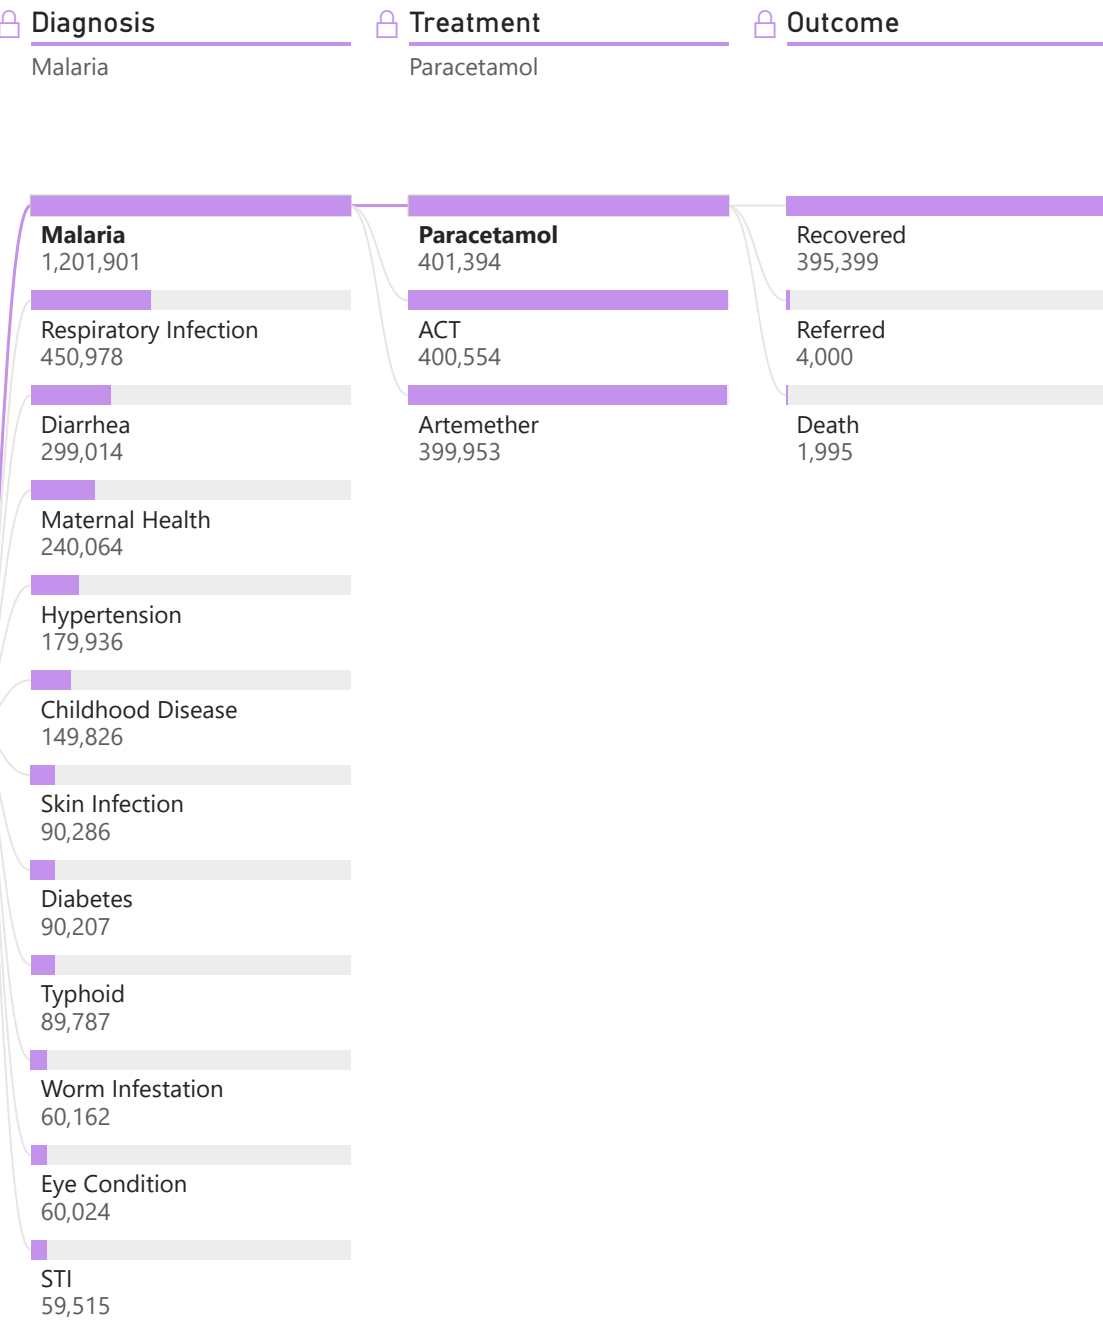 Diagnosis
Malaria
Treatment
Paracetamol
Outcome
Malaria
1,201,901
Respiratory Infection
450,978
Diarrhea
299,014
Maternal Health
240,064
Hypertension
179,936
Childhood Disease
149,826
Skin Infection
90,286
Diabetes
90,207
Typhoid
89,787
Worm Infestation
60,162
Eye Condition
60,024
STI
59,515
Paracetamol
401,394
ACT
400,554
Artemether
399,953
Recovered
395,399
Referred
4,000
Death
1,995